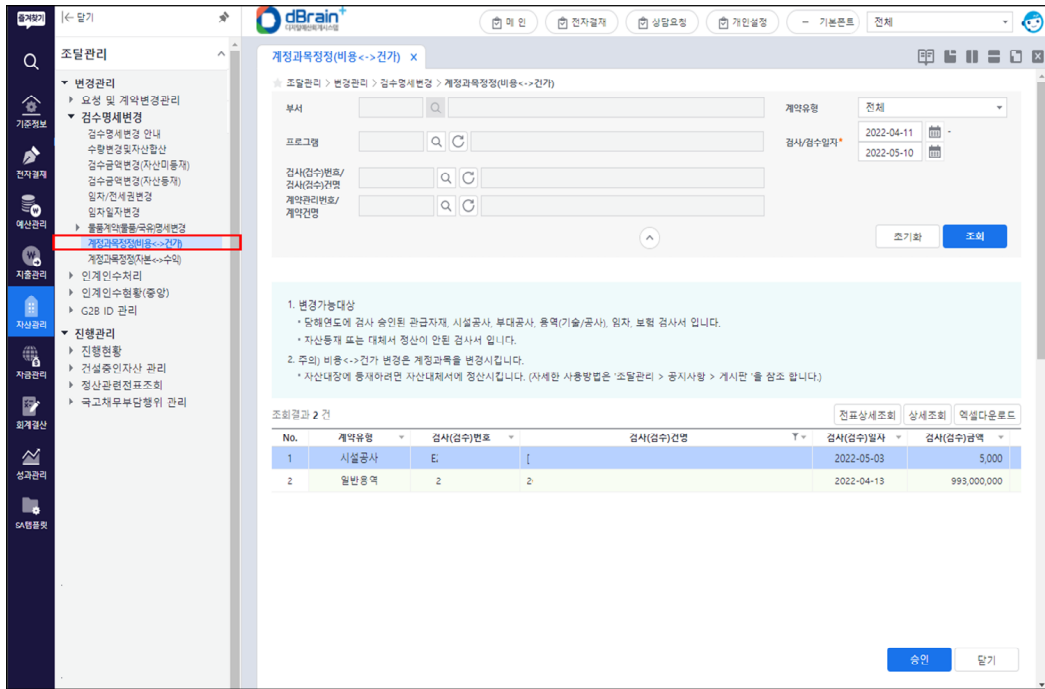 즐겨찾기
닫기
dBrain+
디지털예산회계시스템
메 인
전자결재
상담요청
개인설정
- 기본폰트
전체
조달관리
계정과목정정(비용<->건가) x
조달관리 > 변경관리 > 검수명세변경 > 계정과목정정(비용<->건가)
기준정보
전자결재
예산관리
지출관리
자산관리
자금관리
회계결산
성과관리
SA템플릿
변경관리
요청 및 계약변경관리
검수명세변경
검수명세변경 안내
수량변경및자산합산
검수금액변경(자산미등재)
검수금액변경(자산등재)
임차/전세권변경
임차일자변경
물품계약(물품/국유)명세변경
계정과목정정(비용<->건가)
계정과목정정(자본<->수익)
인계인수처리
인계인수현황(중앙)
G2B ID 관리
진행관리
진행현황
건설중인자산 관리
정산관련전표조회
국고채무부담행위 관리
부서
계약유형
전체
프로그램
검사/검수일자*
2022-04-11
-
2022-05-10
검사(검수)번호/
검사(검수)건명
계약관리번호/
계약건명
초기화
조회
1. 변경가능대상
* 당해연도에 검사 승인된 관급자재, 시설공사, 부대공사, 용역(기술/공사), 임차, 보험 검사서 입니다.
* 자산등재 또는 대체서 정산이 안된 검사서 입니다.
2. 주의) 비용<->건가 변경은 계정과목을 변경시킵니다.
* 자산대장에 등재하려면 자산대체서에 정산시킵니다. (자세한 사용방법은 '조달관리 > 공지사항 > 게시판 '을 참조 합니다.)
조회결과 2 건
전표상세조회
상세조회
엑셀다운로드
No. 계약유형 검사(검수)번호 검사(검수)건명 검사(검수)일자 검사(검수)금액
1 시설공사 E [ 2022-05-03 5,000
2 일반용역 2 2 2022-04-13 993,000,000
승인
닫기